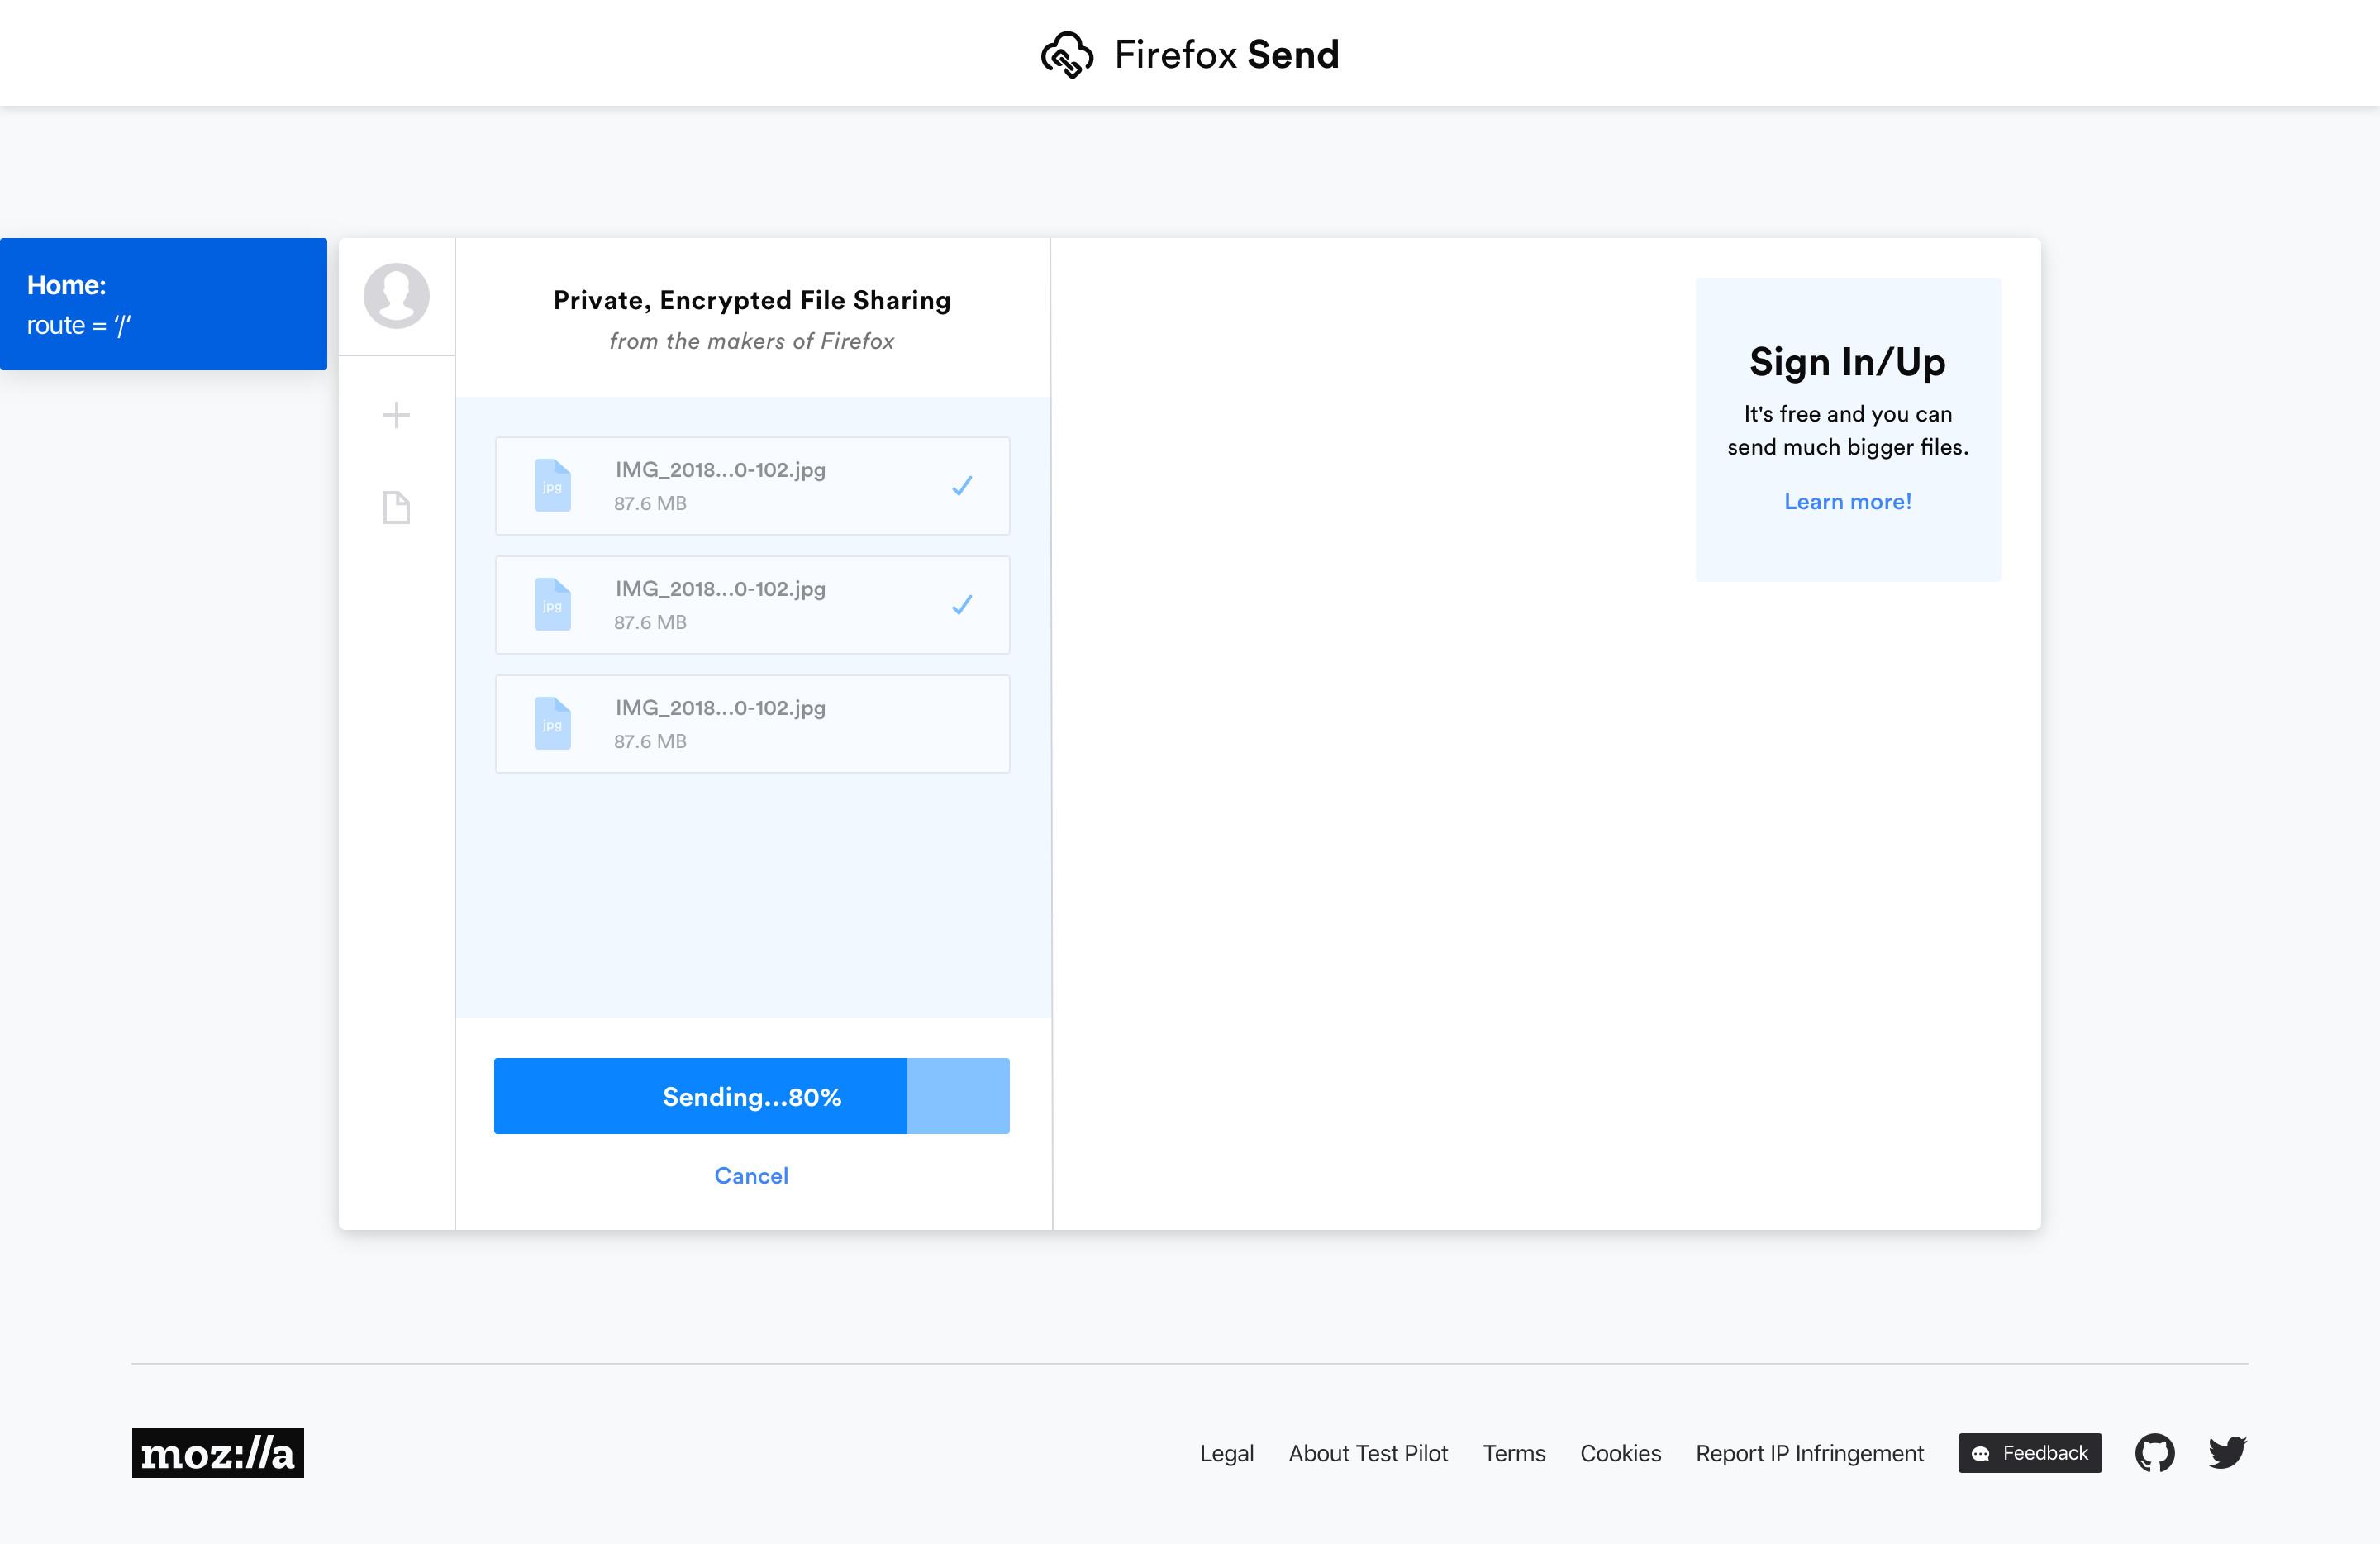 Firefox Send
Home:
route = ‘/‘
Private, Encrypted File Sharing
from the makers of Firefox
jpg
IMG_2018...0-102.jpg
87.6 MB
jpg
IMG_2018...0-102.jpg
87.6 MB
jpg
IMG_2018...0-102.jpg
87.6 MB
Sending...80%
Cancel
Sign In/Up
It's free and you can
send much bigger files.
Learn more!
moz://a
Legal
About Test Pilot
Terms
Cookies
Report IP Infringement
Feedback